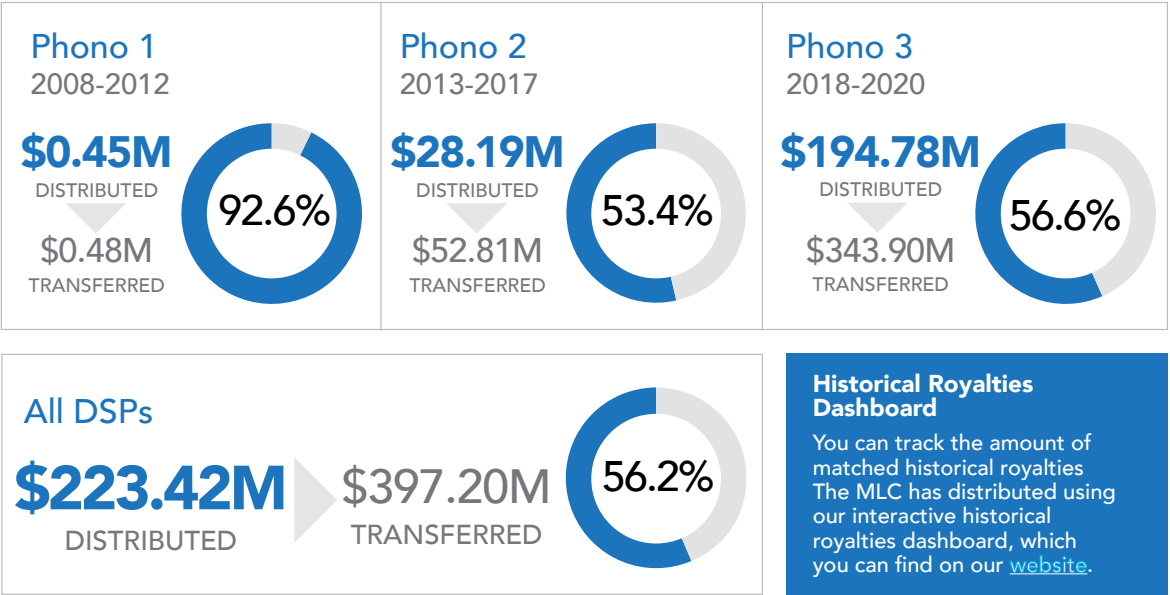 Phono 1
2008-2012
$0.45M
DISTRIBUTED
$0.48M
TRANSFERRED
92.6%
Phono 2
2013-2017
$28.19M
DISTRIBUTED
$52.81M
TRANSFERRED
53.4%
Phono 3
2018-2020
$194.78M
DISTRIBUTED
$343.90M
TRANSFERRED
56.6%
All DSPs
$223.42M
DISTRIBUTED
$397.20M
TRANSFERRED
56.2%
Historical Royalties
Dashboard
You can track the amount of
matched historical royalties
The MLC has distributed using
our interactive historical
royalties dashboard, which
you can find on our website.